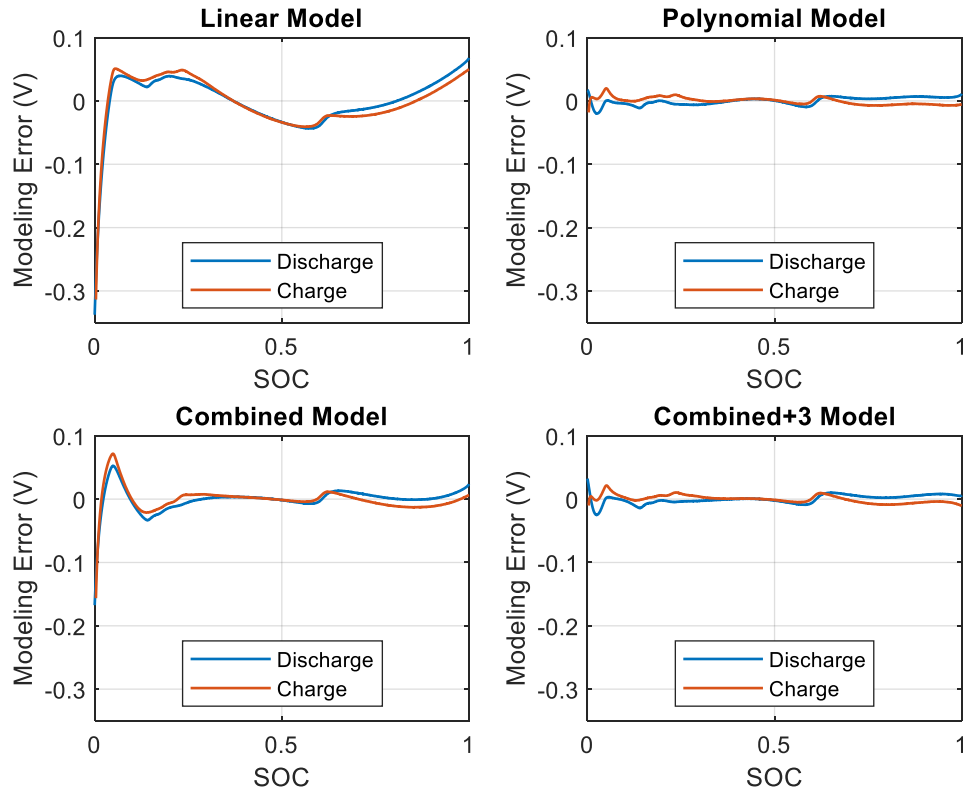 Linear Model
0.1
0
-0.1
-0.2
-0.3
Modeling Error (V)
Discharge
Charge
0
0.5
1
SOC
Polynomial Model
0.1
0
-0.1
-0.2
-0.3
Modeling Error (V)
Discharge
Charge
0
0.5
1
SOC
Combined Model
0.1
0
-0.1
-0.2
-0.3
Modeling Error (V)
Discharge
Charge
0
0.5
1
SOC
Combined+3 Model
0.1
0
-0.1
-0.2
-0.3
Modeling Error (V)
Discharge
Charge
0
0.5
1
SOC